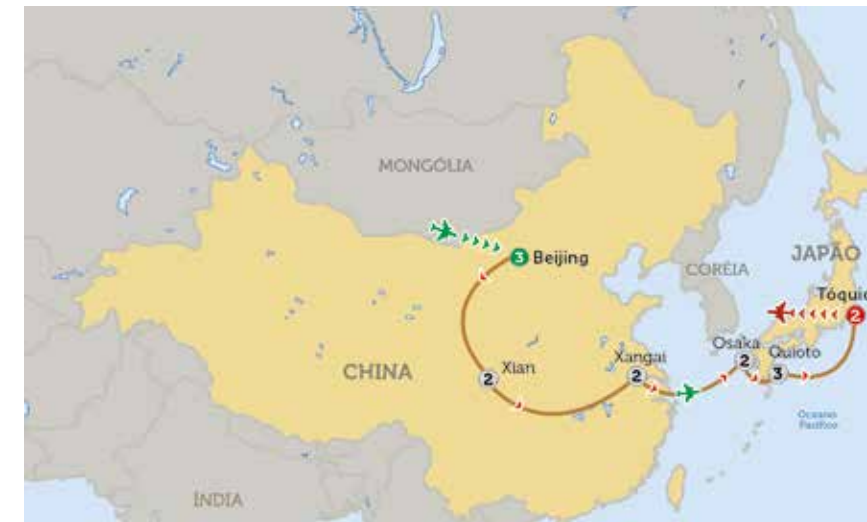 MONGÓLIA
3 Beijing
CORÉIA
JAPÃO
Tóquio
2
Osaka
2
Quioto
3
Xangai
2
Xian
2
CHINA
Oceano
Pacífico
ÍNDIA